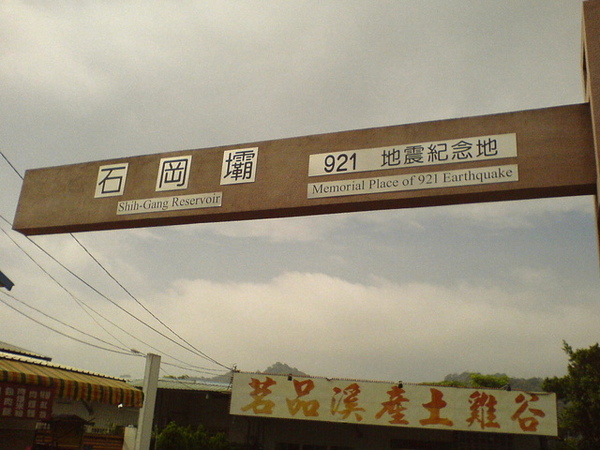 石岡壩
Shih-Gang Reservoir
921 地震紀念地
Memorial Place of 921 Earthquake
茗品溪產土雞谷